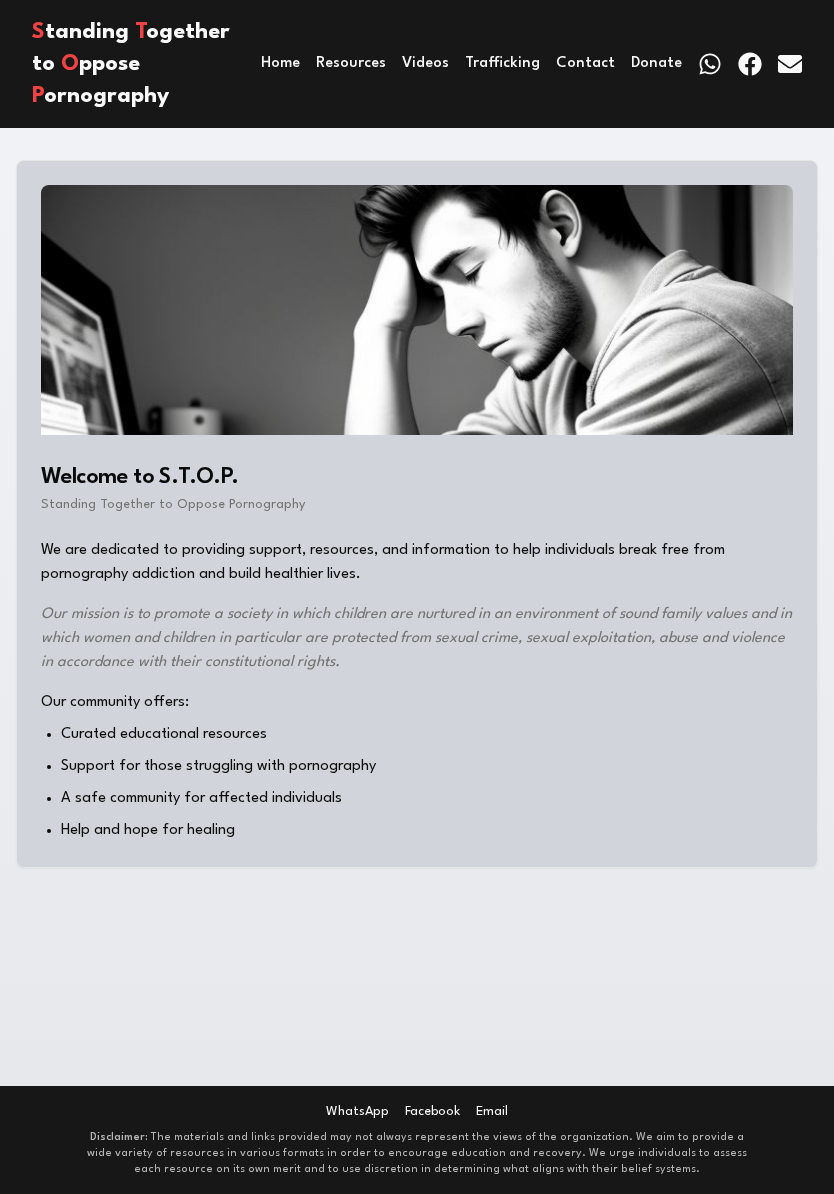 Standing Together
to Oppose
Pornography
Home Resources Videos Trafficking Contact Donate
Welcome to S.T.O.P.
Standing Together to Oppose Pornography
We are dedicated to providing support, resources, and information to help individuals break free from
pornography addiction and build healthier lives.
Our mission is to promote a society in which children are nurtured in an environment of sound family values and in
which women and children in particular are protected from sexual crime, sexual exploitation, abuse and violence
in accordance with their constitutional rights.
Our community offers:
• Curated educational resources
• Support for those struggling with pornography
• A safe community for affected individuals
• Help and hope for healing
WhatsApp Facebook Email
Disclaimer: The materials and links provided may not always represent the views of the organization. We aim to provide a
wide variety of resources in various formats in order to encourage education and recovery. We urge individuals to assess
each resource on its own merit and to use discretion in determining what aligns with their belief systems.